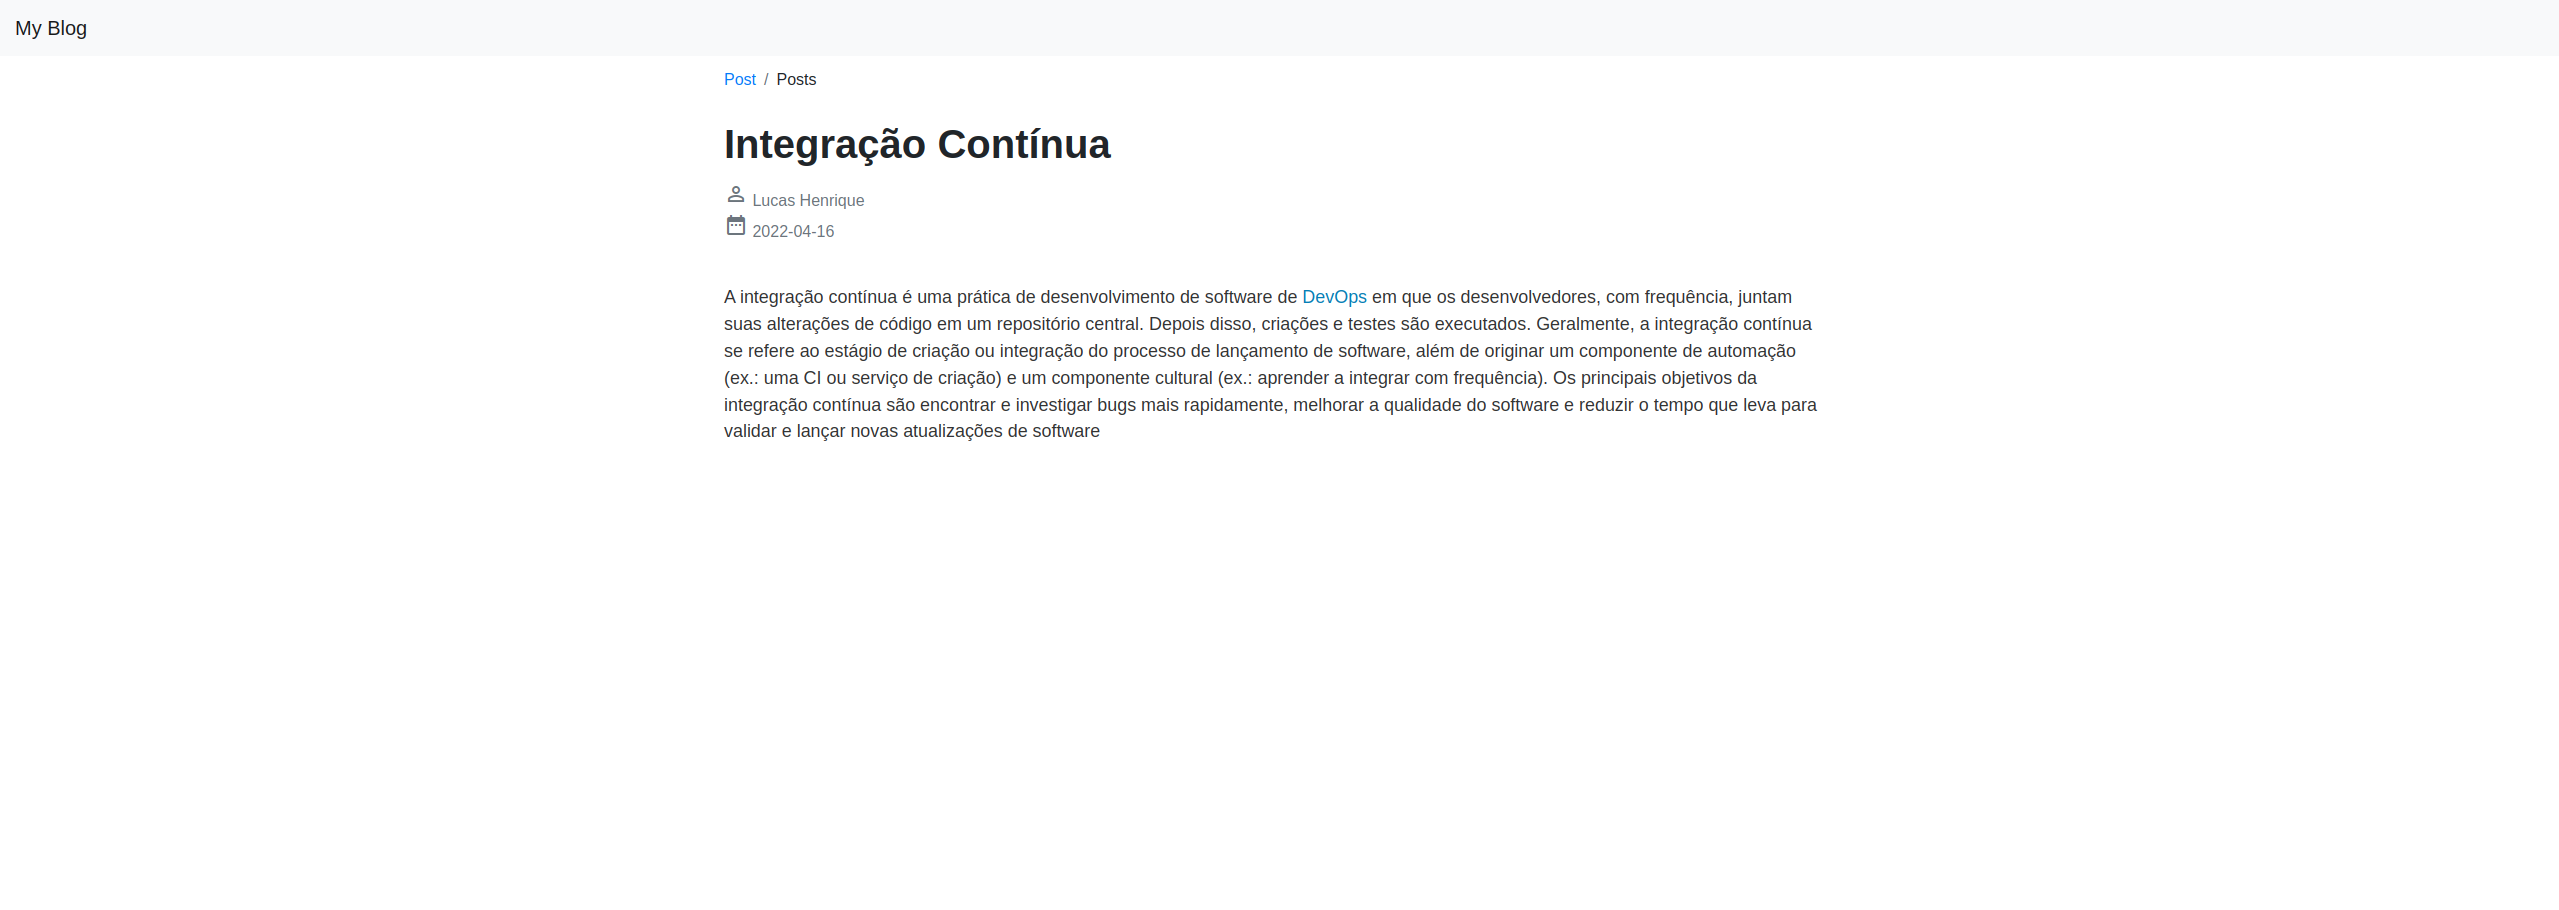 My Blog
Post / Posts
Integração Contínua
Lucas Henrique
2022-04-16
A integração contínua é uma prática de desenvolvimento de software de DevOps em que os desenvolvedores, com frequência, juntam
suas alterações de código em um repositório central. Depois disso, criações e testes são executados. Geralmente, a integração contínua
se refere ao estágio de criação ou integração do processo de lançamento de software, além de originar um componente de automação
(ex.: uma CI ou serviço de criação) e um componente cultural (ex.: aprender a integrar com frequência). Os principais objetivos da
integração contínua são encontrar e investigar bugs mais rapidamente, melhorar a qualidade do software e reduzir o tempo que leva para
validar e lançar novas atualizações de software